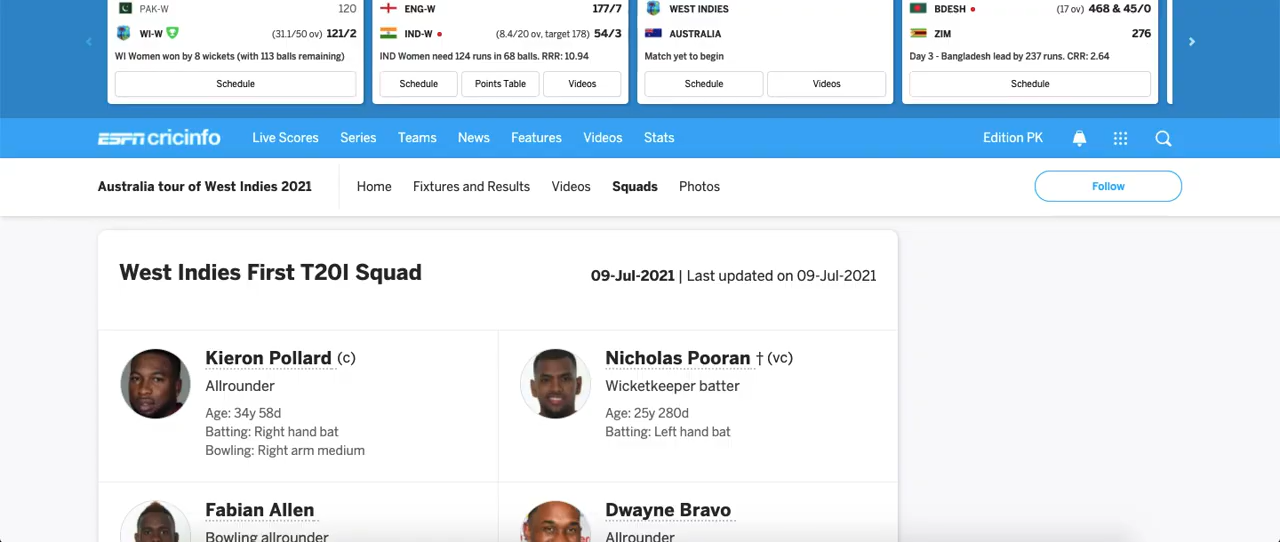 PAK-W 120
WI-W (31.1/50 ov) 121/2
WI Women won by 8 wickets (with 113 balls remaining)
Schedule
ENG-W 177/7
IND-W (8.4/20 ov, target 178) 54/3
IND Women need 124 runs in 68 balls. RRR: 10.94
Schedule Points Table Videos
WEST INDIES
AUSTRALIA
Match yet to begin
Schedule Videos
BDESH (17 ov) 468 & 45/0
ZIM 276
Day 3 - Bangladesh lead by 237 runs. CRR: 2.64
Schedule
ESPN cricinfo Live Scores Series Teams News Features Videos Stats Edition PK
Australia tour of West Indies 2021 Home Fixtures and Results Videos Squads Photos Follow
West Indies First T20I Squad 09-Jul-2021 | Last updated on 09-Jul-2021
Kieron Pollard (c)
Allrounder
Age: 34y 58d
Batting: Right hand bat
Bowling: Right arm medium
Nicholas Pooran † (vc)
Wicketkeeper batter
Age: 25y 280d
Batting: Left hand bat
Fabian Allen
Bowling allrounder
Dwayne Bravo
Allrounder